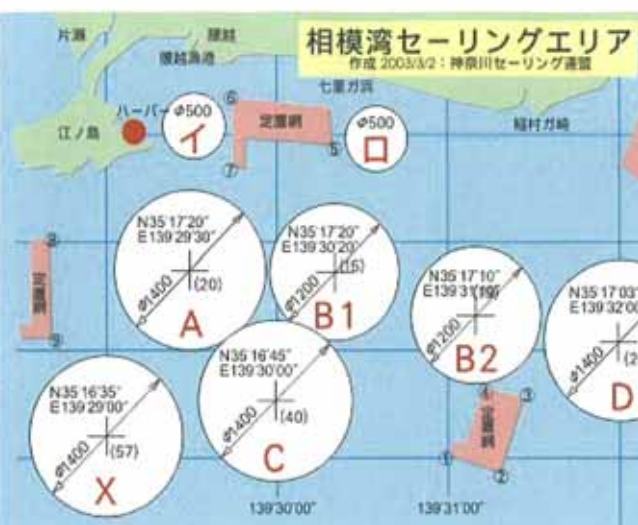 相模湾セーリングエリア
作成 2003/3/2：神奈川セーリング連盟
片瀬
腰越
腰越漁港
七里ガ浜
稲村ガ崎
江ノ島
ハーバー
Φ500
イ
⑥
定置網
⑤
⑦
Φ500
ロ
定置網
N35 17'20"
E139 29'30"
(20)
Φ1400
A
N35 17'20"
E139 30'20"
Φ1200
B1
N35 17'10"
Φ1200
B2
N35 17'03"
E139 32'00"
Φ1400
D
N35 16'35"
E139 29'00"
(57)
Φ1400
X
N35 16'45"
E139 30'00"
(40)
Φ1400
C
④
③
定置網
①
②
139 30'00"
139 31'00"